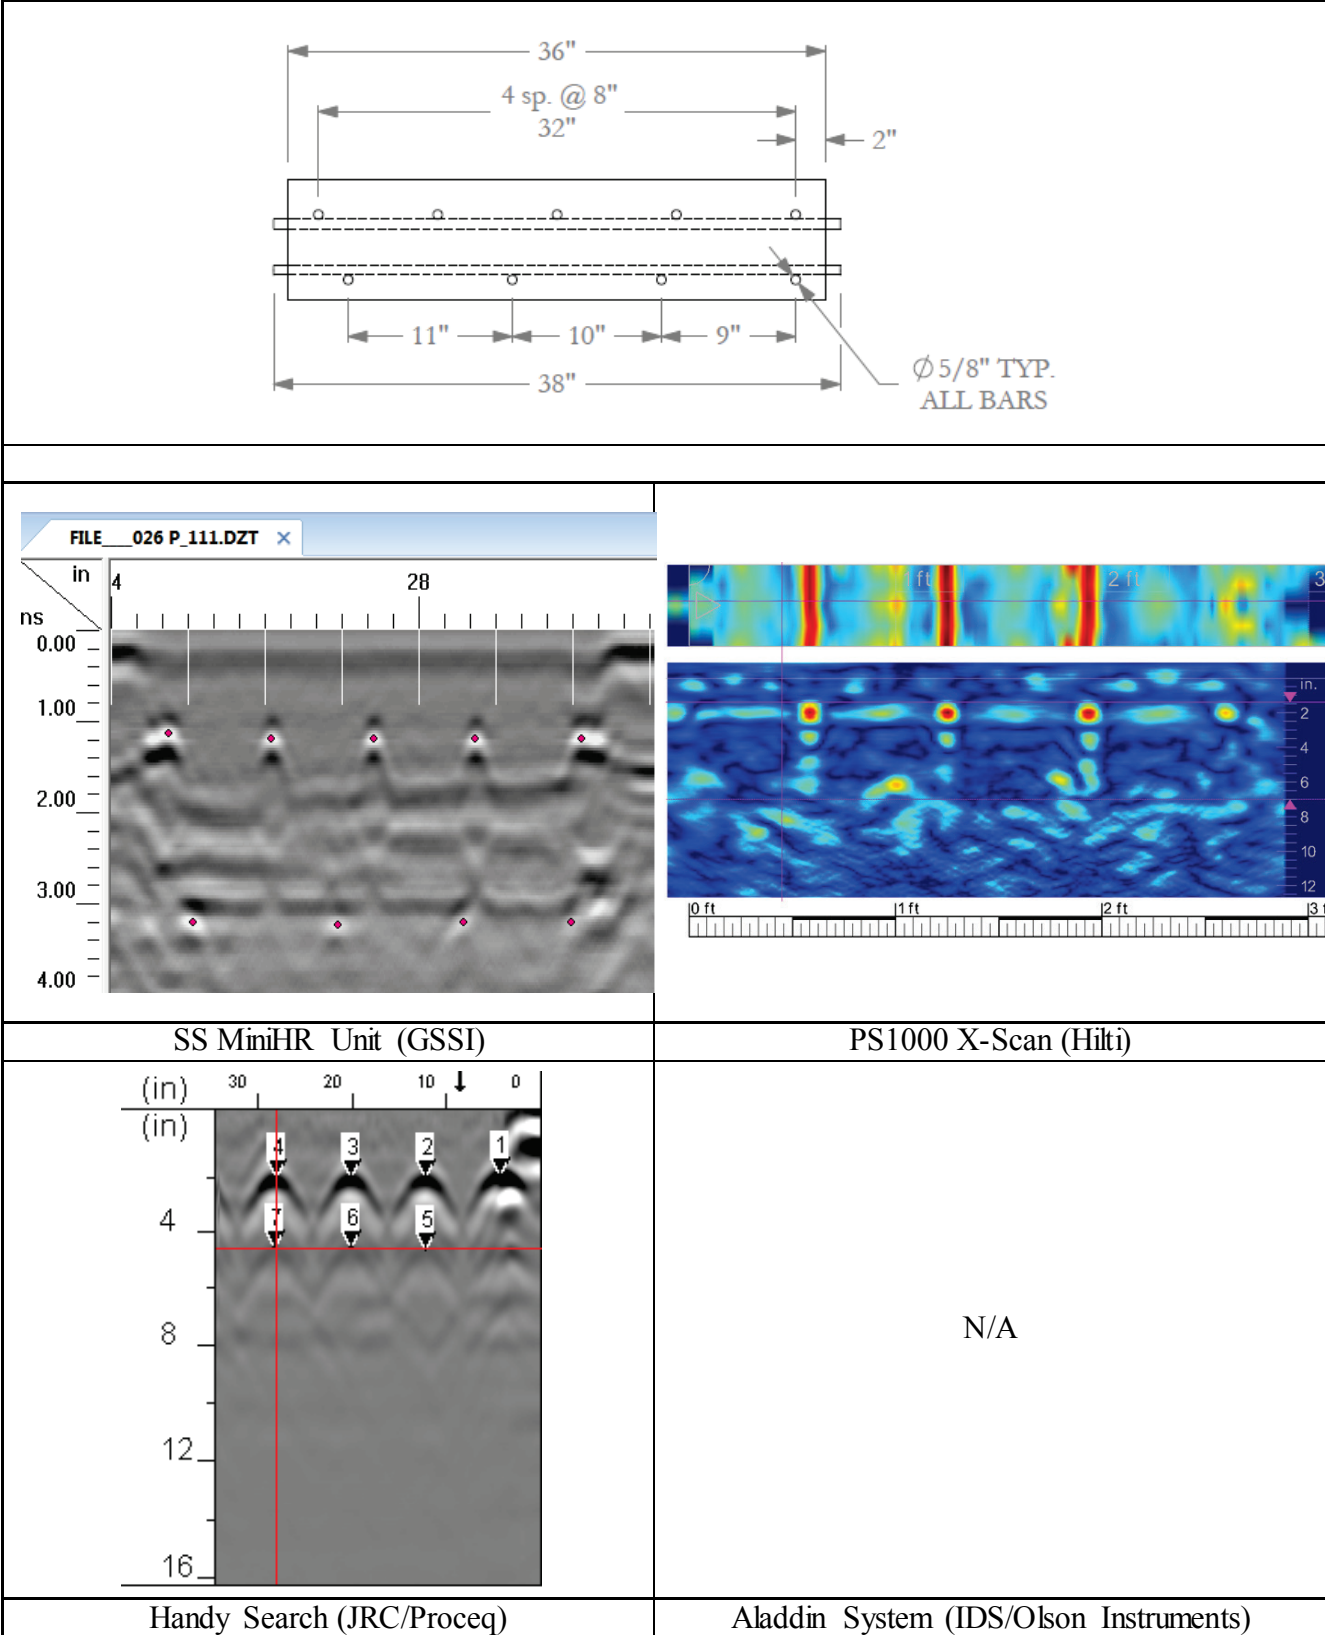 36"
4 sp. @ 8"
32"
2"
11"
10"
9"
38"
Ø 5/8" TYP.
ALL BARS
FILE___026 P_111.DZT ×
in
4
28
ns
0.00
1.00
2.00
3.00
4.00
1 ft
2 ft
3
in.
2
4
6
8
10
12
0 ft
1 ft
2 ft
3 f
SS MiniHR Unit (GSSI)
PS1000 X-Scan (Hilti)
(in) 30 20 10 0
(in)
4 3 2 1
4
7 6 5
8
12
16
N/A
Handy Search (JRC/Proceq)
Aladdin System (IDS/Olson Instruments)